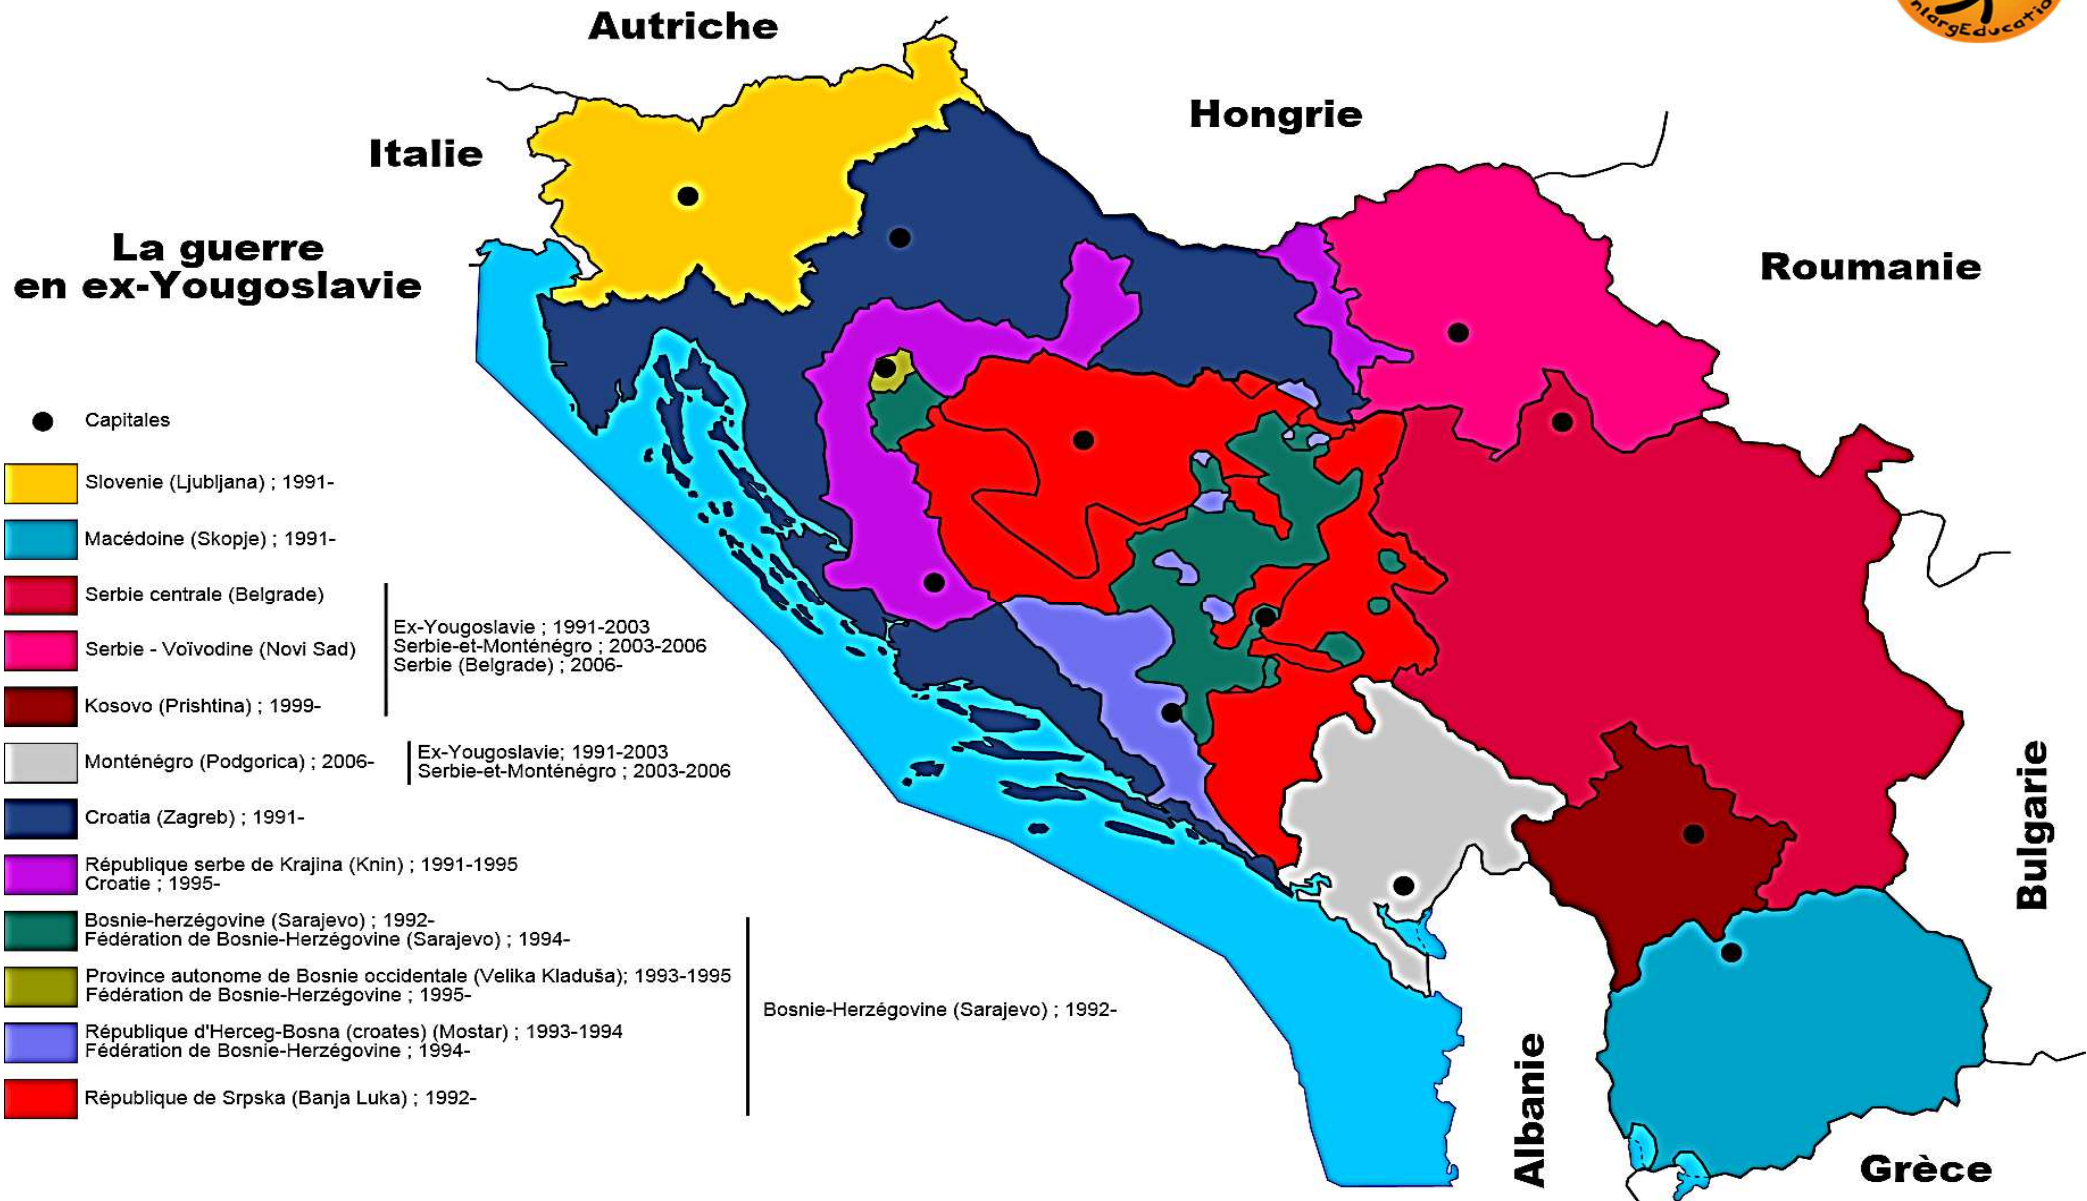 nlargEducatio
Autriche
Hongrie
Italie
La guerre
en ex-Yougoslavie
Roumanie
Capitales
Slovenie (Ljubljana) ; 1991-
Macédoine (Skopje) ; 1991-
Serbie centrale (Belgrade)
Serbie - Voïvodine (Novi Sad)
Kosovo (Prishtina) ; 1999-
Ex-Yougoslavie ; 1991-2003
Serbie-et-Monténégro ; 2003-2006
Serbie (Belgrade) ; 2006-
Monténégro (Podgorica) ; 2006-
Ex-Yougoslavie; 1991-2003
Serbie-et-Monténégro ; 2003-2006
Croatia (Zagreb) ; 1991-
République serbe de Krajina (Knin) ; 1991-1995
Croatie ; 1995-
Bosnie-herzégovine (Sarajevo) ; 1992-
Fédération de Bosnie-Herzégovine (Sarajevo) ; 1994-
Province autonome de Bosnie occidentale (Velika Kladuša); 1993-1995
Fédération de Bosnie-Herzégovine ; 1995-
République d'Herceg-Bosna (croates) (Mostar) ; 1993-1994
Fédération de Bosnie-Herzégovine ; 1994-
République de Srpska (Banja Luka) ; 1992-
Bosnie-Herzégovine (Sarajevo) ; 1992-
Bulgarie
Albanie
Grèce